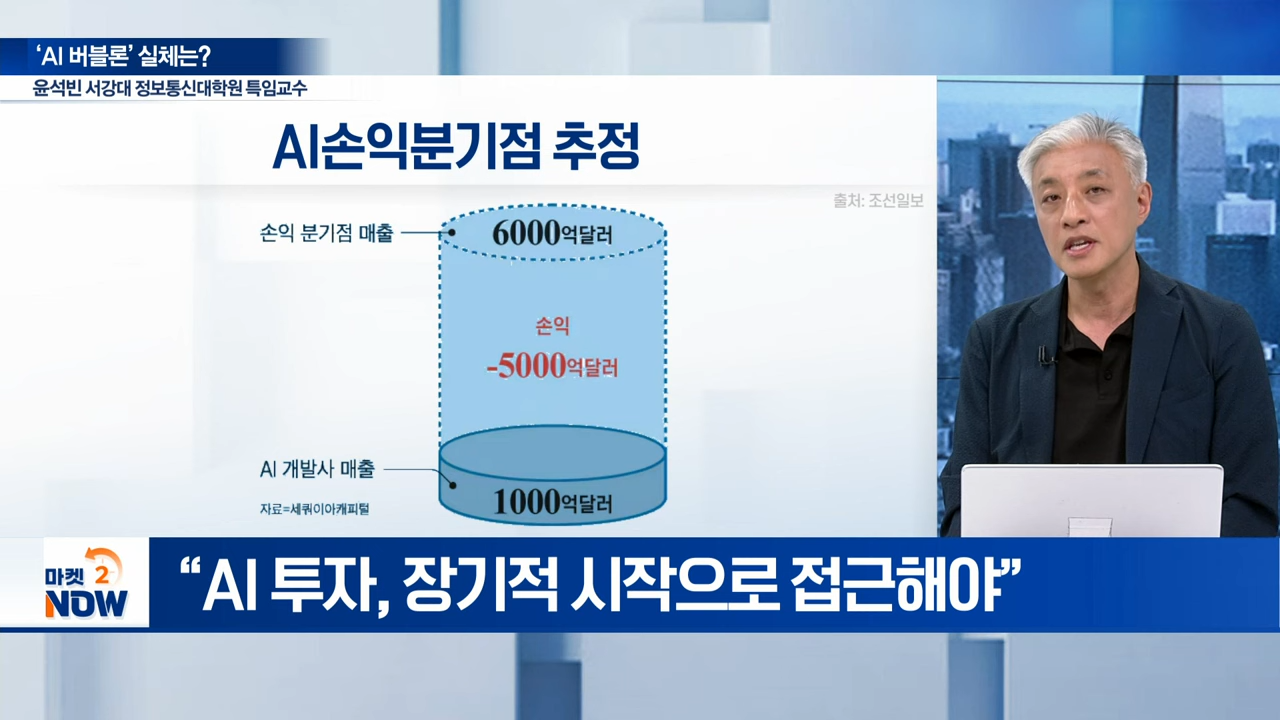 ‘AI 버블론’ 실체는?
윤석빈 서강대 정보통신대학원 특임교수
AI손익분기점 추정
출처: 조선일보
손익 분기점 매출
6000억달러
손익
-5000억달러
AI 개발사 매출
1000억달러
자료=세쿼이아캐피털
마켓 2
NOW
“AI 투자, 장기적 시작으로 접근해야”